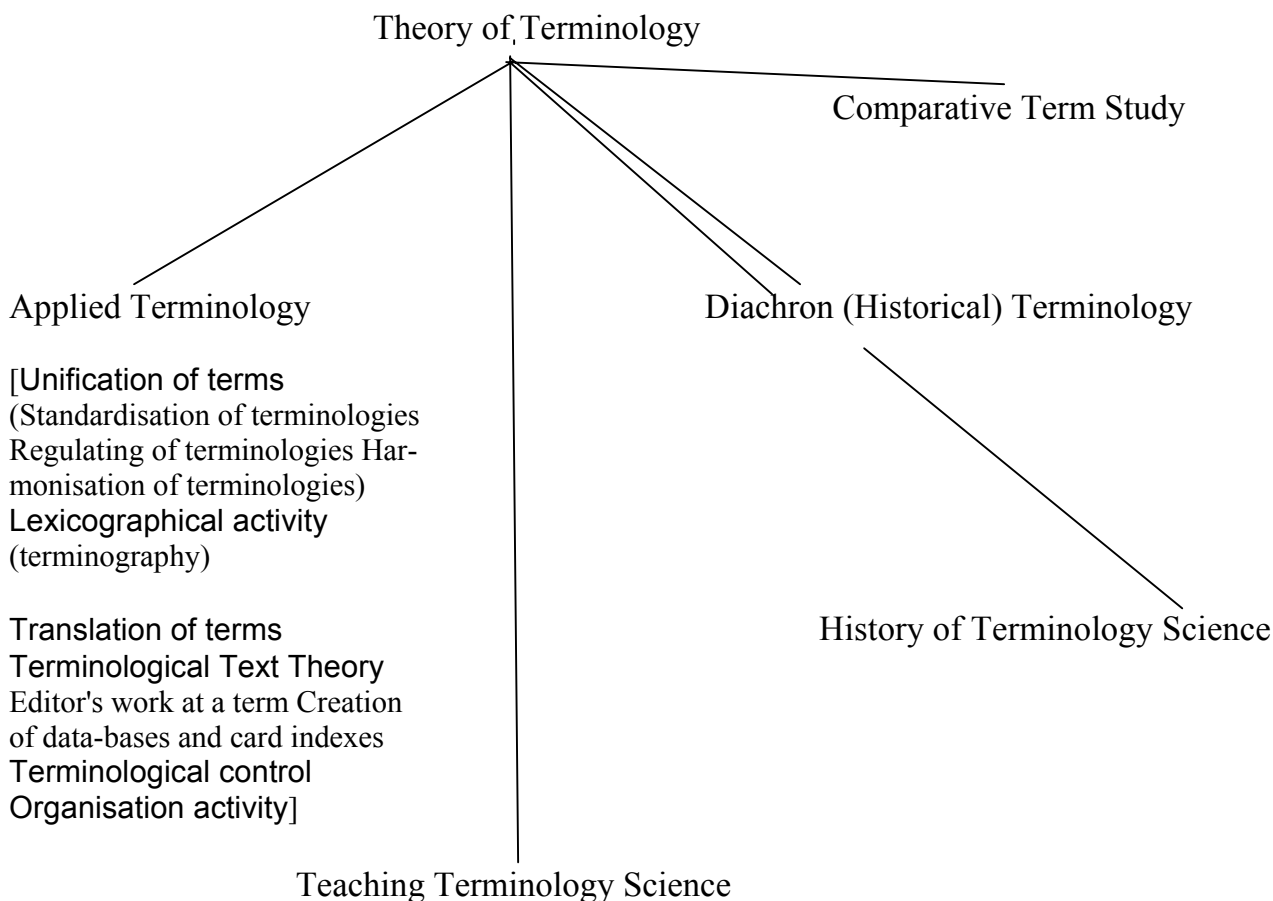 Theory of Terminology
Comparative Term Study
Applied Terminology
Diachron (Historical) Terminology
[Unification of terms
(Standardisation of terminologies
Regulating of terminologies Har-
monisation of terminologies)
Lexicographical activity
(terminography)
Translation of terms
Terminological Text Theory
Editor's work at a term Creation
of data-bases and card indexes
Terminological control
Organisation activity]
History of Terminology Science
Teaching Terminology Science